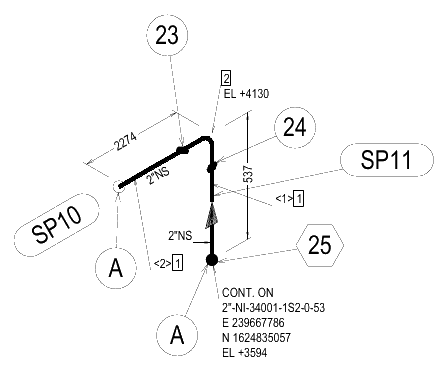 23
2
EL +4130
2274
24
2"NS
537
SP11
<1>1
SP10
2"NS
25
A
<2>1
A
CONT. ON
2"-NI-34001-1S2-0-53
E 239667786
N 1624835057
EL +3594